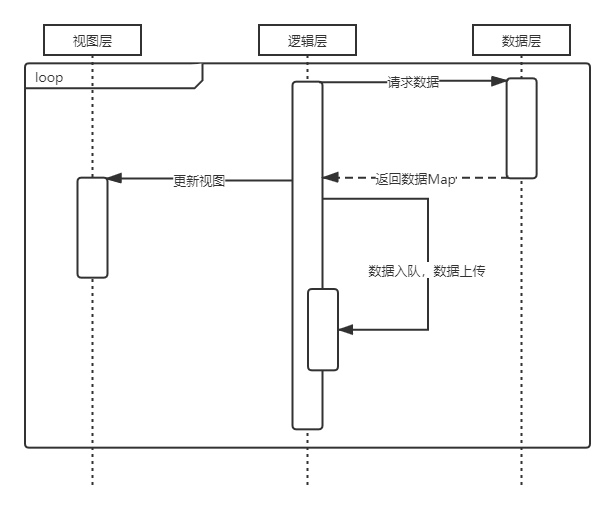 视图层
逻辑层
数据层
loop
请求数据
返回数据Map
更新视图
数据入队，数据上传